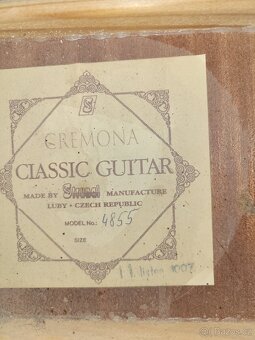 S
CREMONA
CLASSIC GUITAR
MADE BY Strunal MANUFACTURE
LUBY • CZECH REPUBLIC
MODEL No.: 4855
SIZE